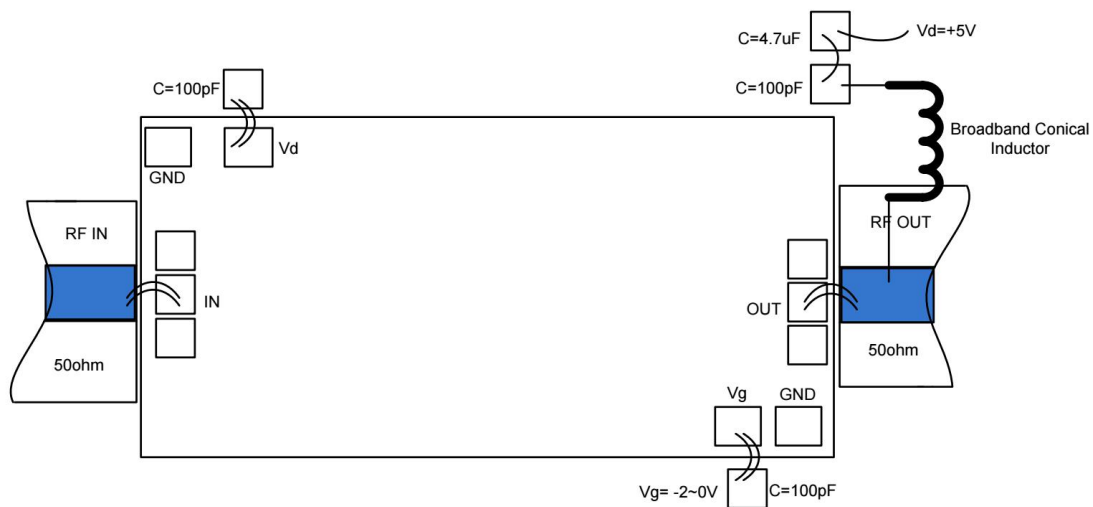 C=4.7uF
Vd=+5V
C=100pF
C=100pF
Broadband Conical
Inductor
Vd
GND
RF IN
RF OUT
IN
OUT
50ohm
50ohm
Vg
GND
Vg= -2~0V
C=100pF